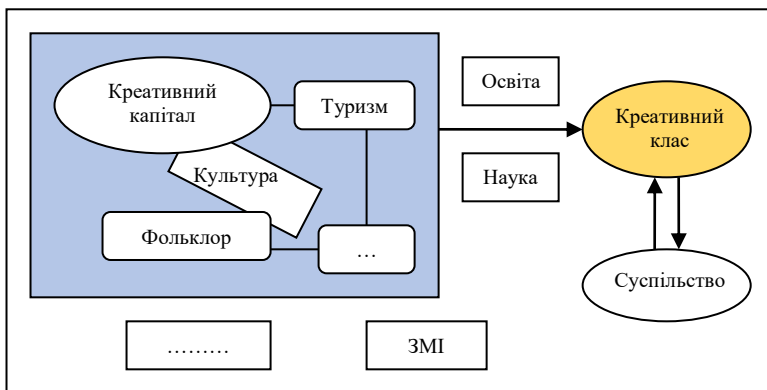 Креативний
капітал
Туризм
Культура
Фольклор
…
Освіта
Наука
Креативний
клас
Суспільство
………
ЗМІ